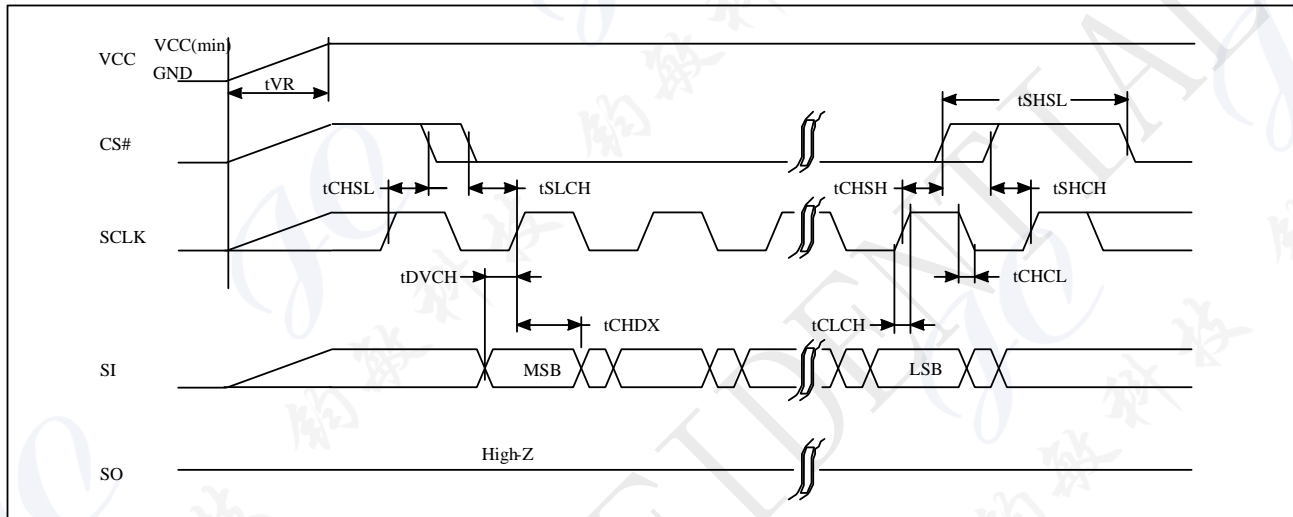 VCC
VCC(min)
GND
tVR
tSHSL
CS#
tCHSL
tSLCH
tCHSH
tSHCH
SCLK
tDVCH
tCHCL
tCHDX
tCLCH
SI
MSB
LSB
SO
High-Z